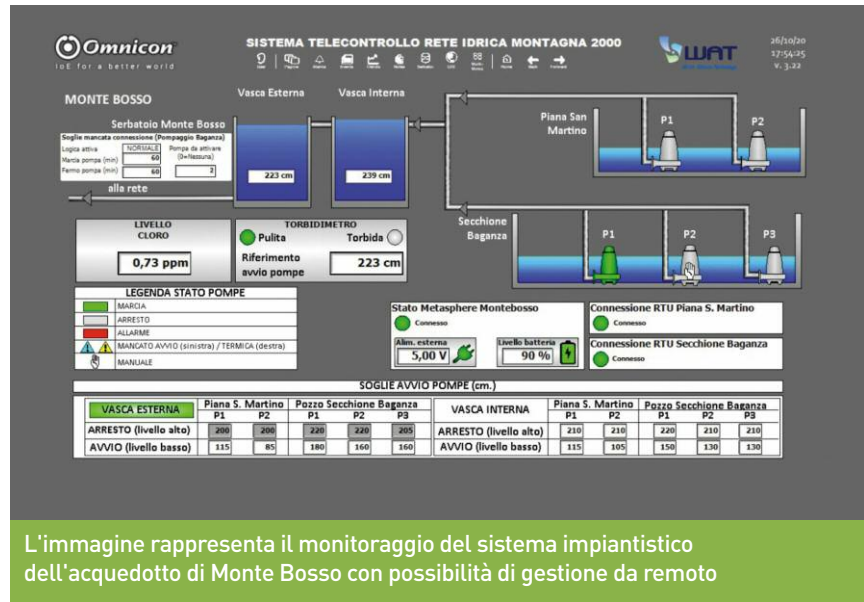 Omnicon
IoE for a better world
SISTEMA TELECONTROLLO RETE IDRICA MONTAGNA 2000
WAT
26/10/20
17:54:25
V. 3.22
MONTE BOSSO
Vasca Esterna
Vasca Interna
Serbatoio Monte Bosso
Soglie mancata connessione (Pompaggio Baganza)
Logica attiva NORMALE Pompa da attivare
Marcia pompa (min) 60 (0=Nessuna)
Fermo pompa (min) 60 2
alla rete
223 cm
239 cm
Piana San
Martino
P1
P2
Secchione
Baganza
P1
P2
P3
LIVELLO
CLORO
0,73 ppm
TORBIDIMETRO
Pulita
Torbida
Riferimento
avvio pompe
223 cm
LEGENDA STATO POMPE
MARCIA
ARRESTO
ALLARME
MANCATO AVVIO (sinistra) / TERMICA (destra)
MANUALE
Stato Metasphere Montebosso
Connesso
Alim. esterna
5,00 V
Livello batteria
90 %
Connessione RTU Piana S. Martino
Connesso
Connessione RTU Secchione Baganza
Connesso
SOGLIE AVVIO POMPE (cm.)
VASCA ESTERNA Piana S. Martino Pozzo Secchione Baganza
P1 P2 P1 P2 P3
ARRESTO (livello alto) 200 200 220 220 205
AVVIO (livello basso) 115 85 180 160 160
VASCA INTERNA Piana S. Martino Pozzo Secchione Baganza
P1 P2 P1 P2 P3
ARRESTO (livello alto) 210 210 220 210 210
AVVIO (livello basso) 115 105 150 130 130
L'immagine rappresenta il monitoraggio del sistema impiantistico
dell'acquedotto di Monte Bosso con possibilità di gestione da remoto